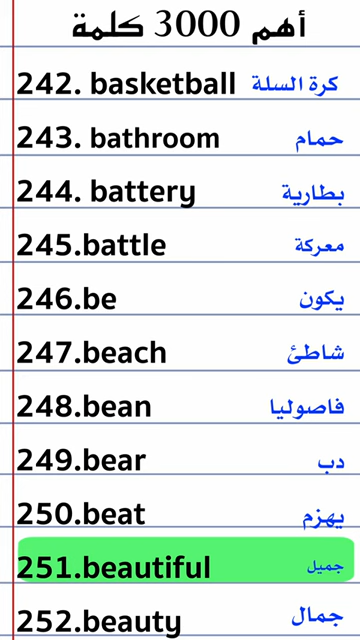 أهم 3000 كلمة
242. basketball كرة السلة
243. bathroom حمام
244. battery بطارية
245.battle معركة
246.be يكون
247.beach شاطئ
248.bean فاصوليا
249.bear دب
250.beat يهزم
251.beautiful جميل
252.beauty جمال